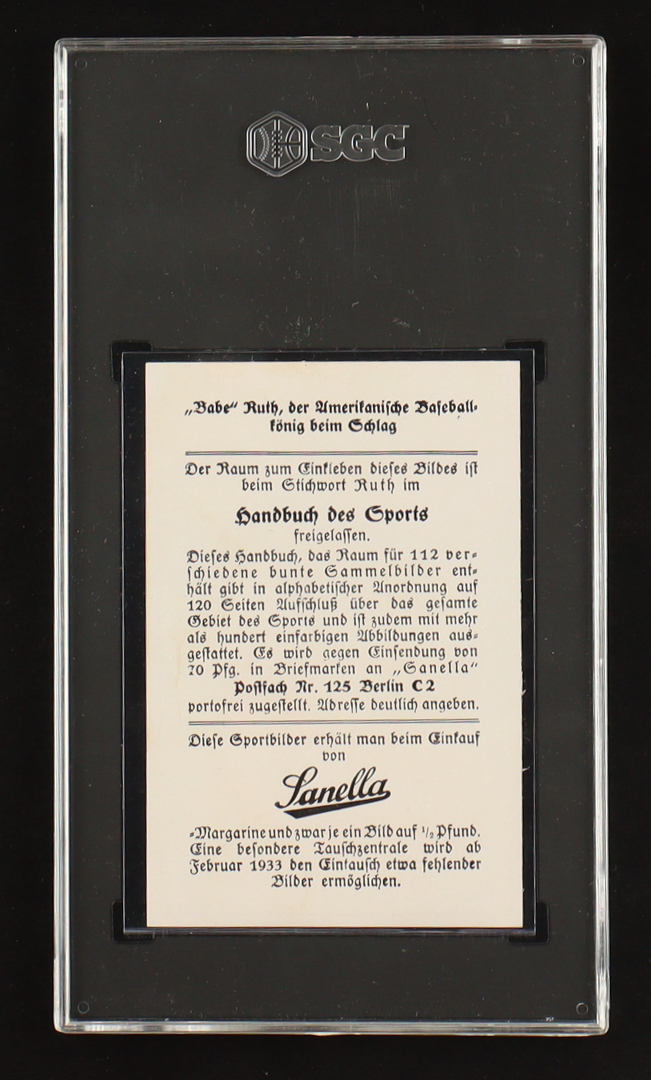 SGC
„Babe“ Ruth, der Amerikanische Baseball-
könig beim Schlag
Der Raum zum Einkleben dieses Bildes ist
beim Stichwort Ruth im
Handbuch des Sports
freigelassen.
Dieses Handbuch, das Raum für 112 ver-
schiedene bunte Sammelbilder ent-
hält gibt in alphabetischer Anordnung auf
120 Seiten Aufschluß über das gesamte
Gebiet des Sports und ist zudem mit mehr
als hundert einfarbigen Abbildungen aus-
gestattet. Es wird gegen Einsendung von
70 Pfg. in Briefmarken an „Sanella“
Postfach Nr. 125 Berlin C 2
portofrei zugestellt. Adresse deutlich angeben.
Diese Sportbilder erhält man beim Einkauf
von
Sanella
-Margarine und zwar je ein Bild auf 1/2 Pfund.
Eine besondere Tauschzentrale wird ab
Februar 1933 den Eintausch etwa fehlender
Bilder ermöglichen.